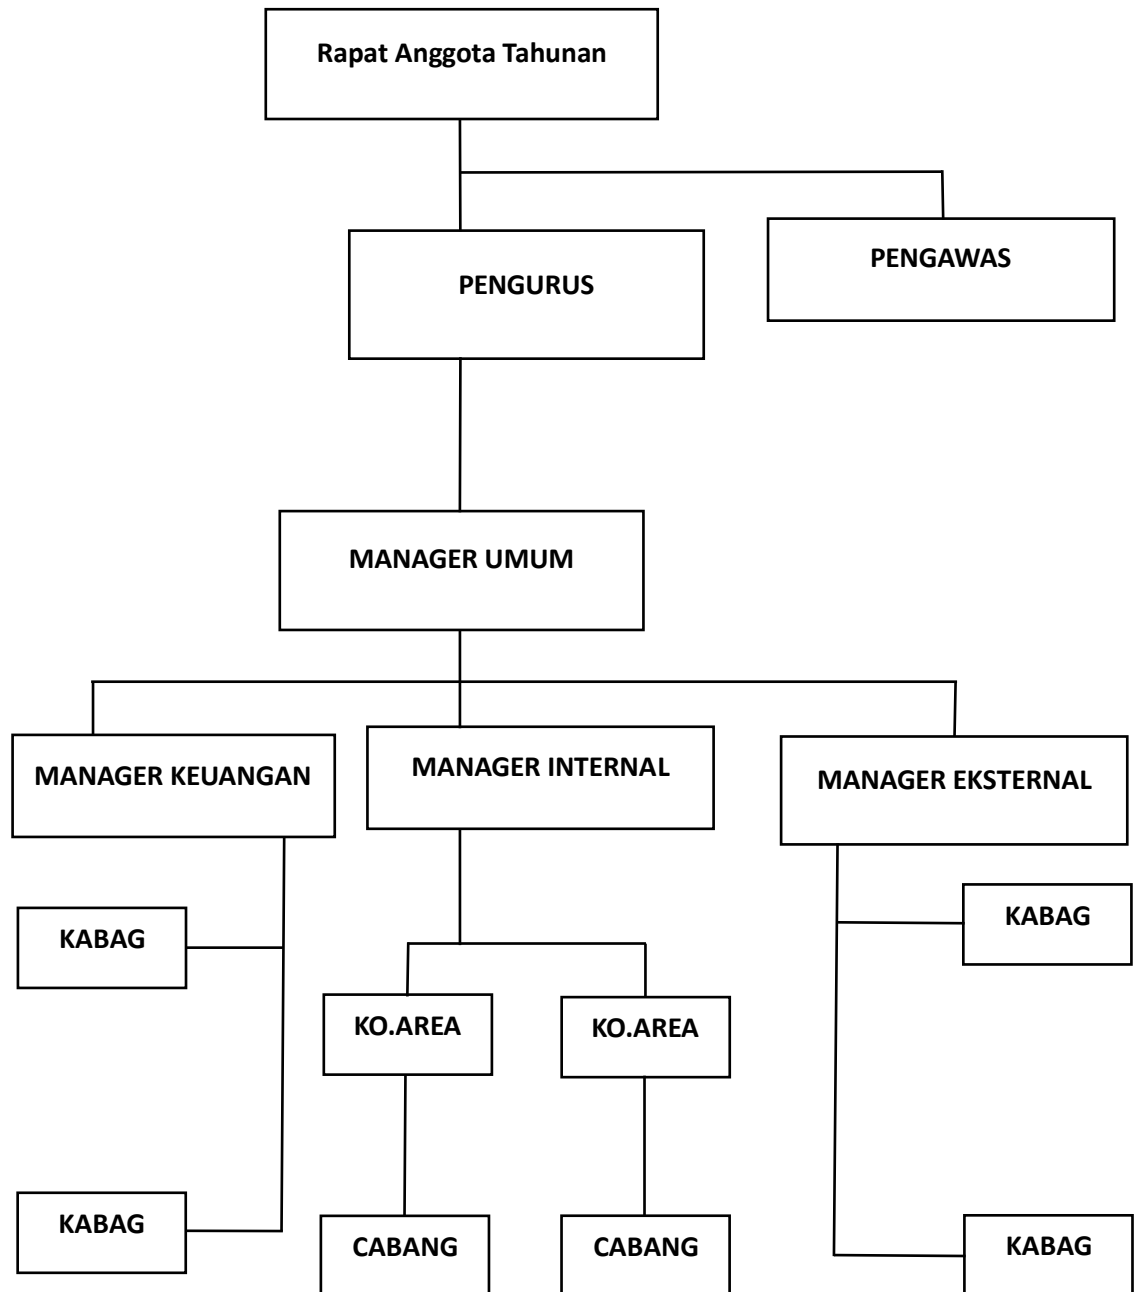 Rapat Anggota Tahunan
PENGURUS
PENGAWAS
MANAGER UMUM
MANAGER KEUANGAN
MANAGER INTERNAL
MANAGER EKSTERNAL
KABAG
KABAG
KO.AREA
KO.AREA
KABAG
CABANG
CABANG
KABAG